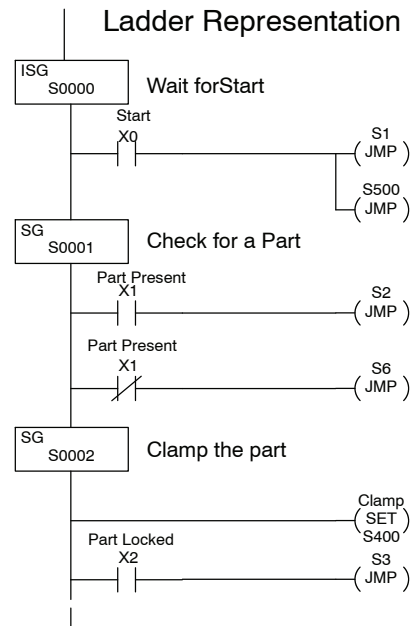 Ladder Representation
ISG
S0000
Wait forStart
Start
X0
S1
JMP
S500
JMP
SG
S0001
Check for a Part
Part Present
X1
S2
JMP
Part Present
X1
S6
JMP
SG
S0002
Clamp the part
Clamp
SET
S400
Part Locked
X2
S3
JMP